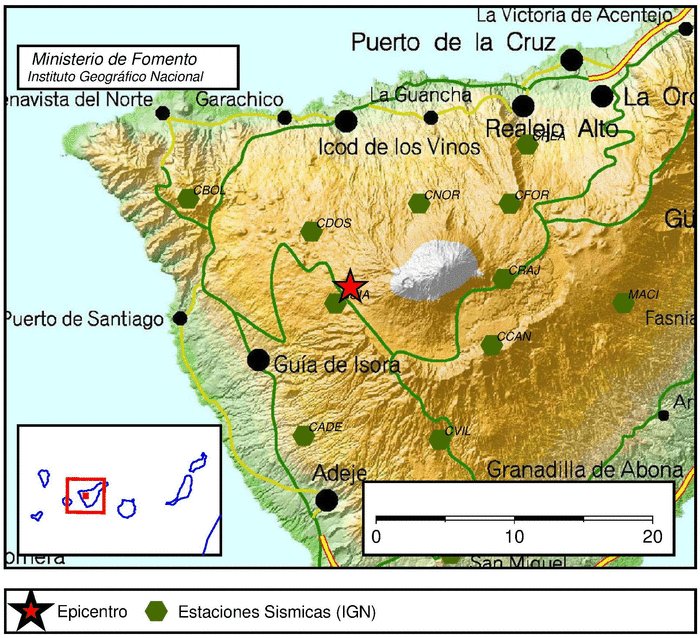 La Victoria de Acentejo
Puerto de la Cruz
Ministerio de Fomento
Instituto Geográfico Nacional
enavista del Norte
Garachico
La Guancha
La Oro
Realejo Alto
Icod de los Vinos
CBOL
CNOR
CFOR
CDOS
Gü
CRAJ
MACI
Puerto de Santiago
Fasnia
CCAN
Guía de Isora
Ar
CADE
CVIL
Adeje
Granadilla de Abona
0
10
20
omera
San Miguel
Epicentro
Estaciones Sismicas (IGN)